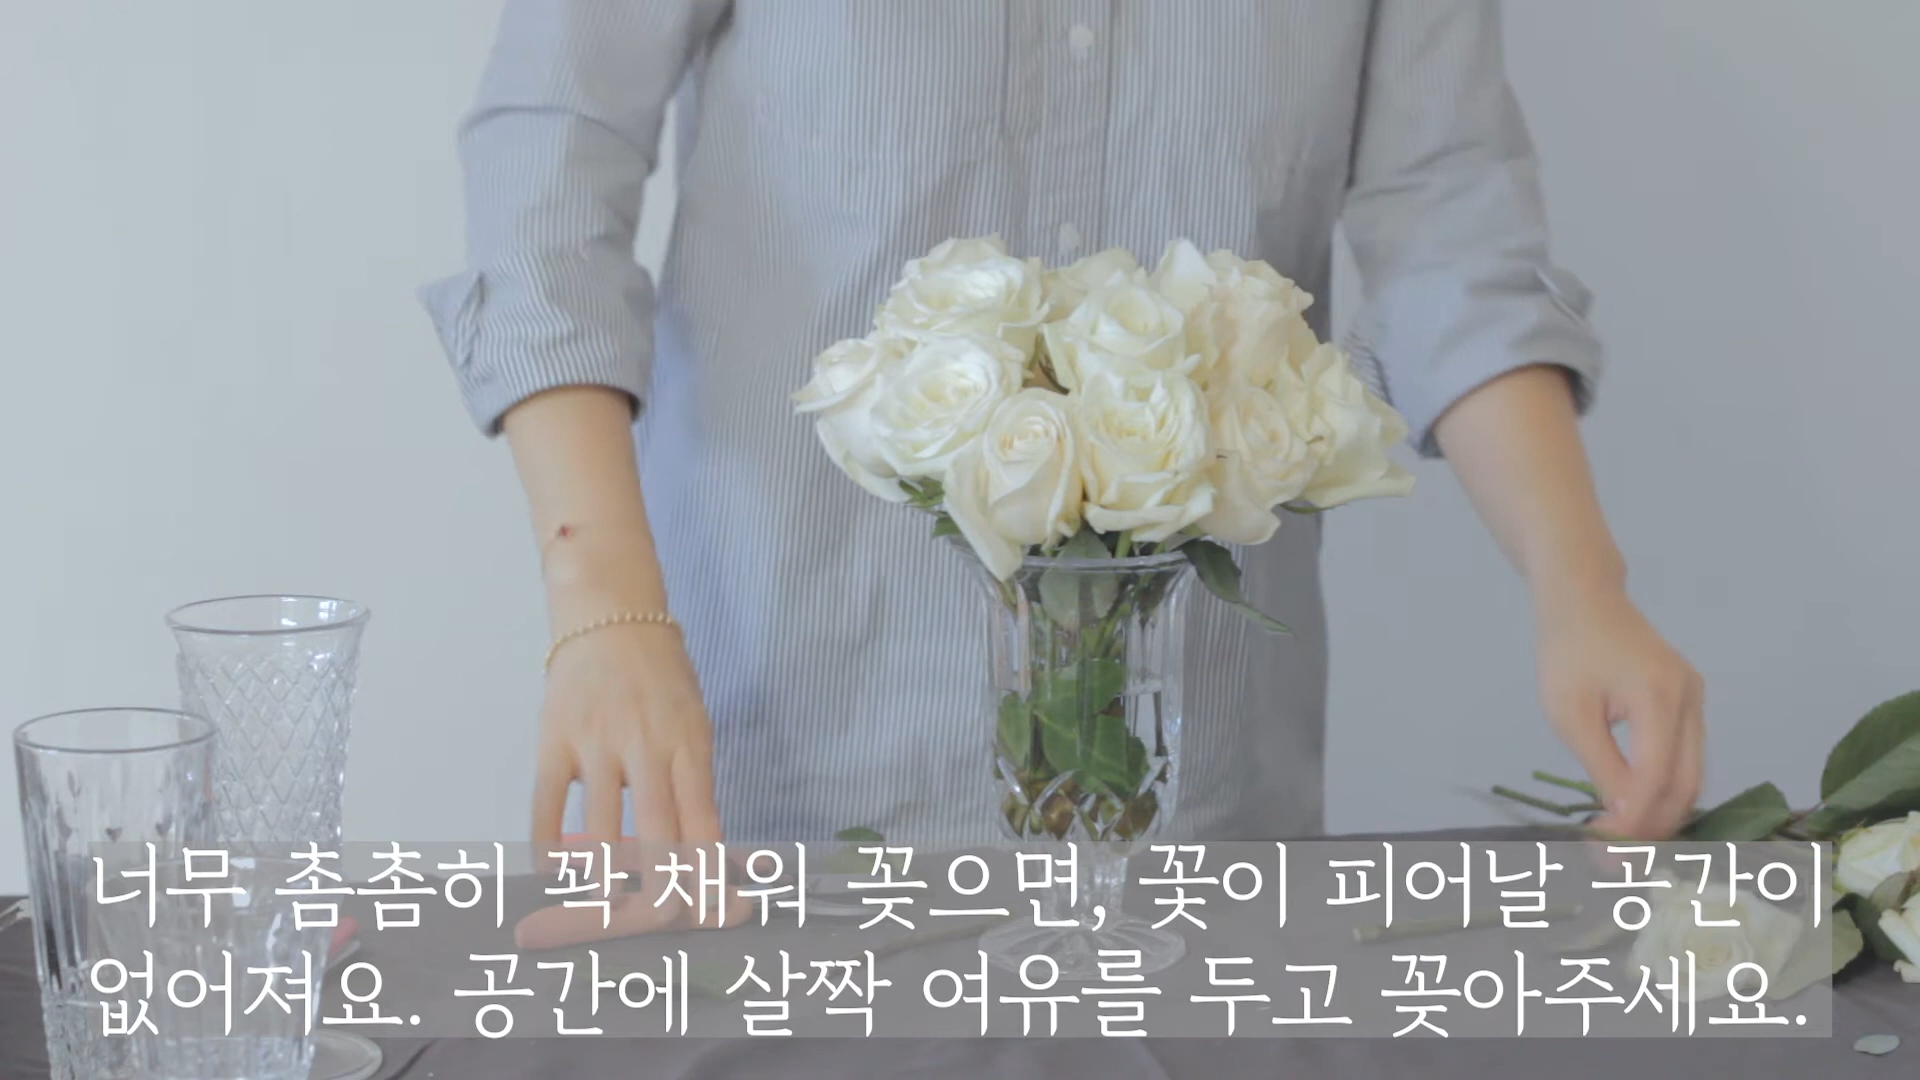 너무 촘촘히 꽉 채워 꽂으면, 꽃이 피어날 공간이
없어져요. 공간에 살짝 여유를 두고 꽂아주세요.